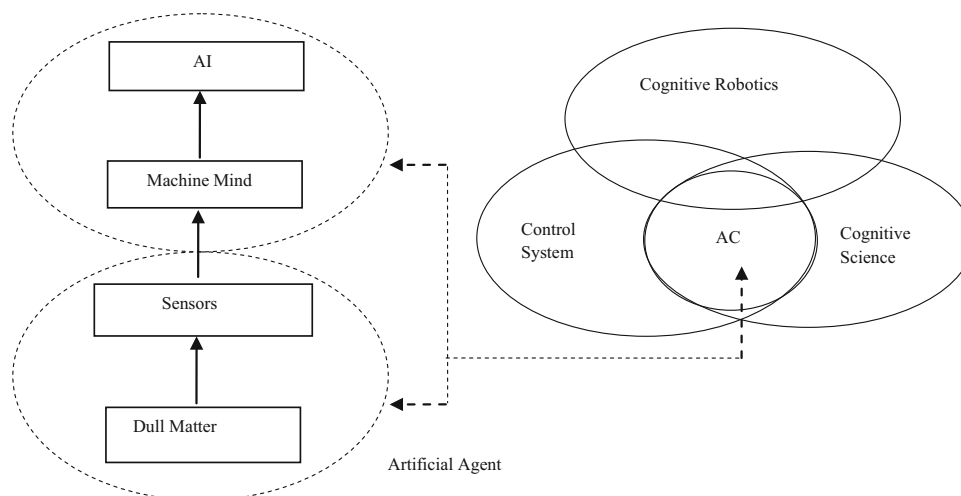 AI
Machine Mind
Sensors
Dull Matter
Artificial Agent
Cognitive Robotics
Control
System
AC
Cognitive
Science